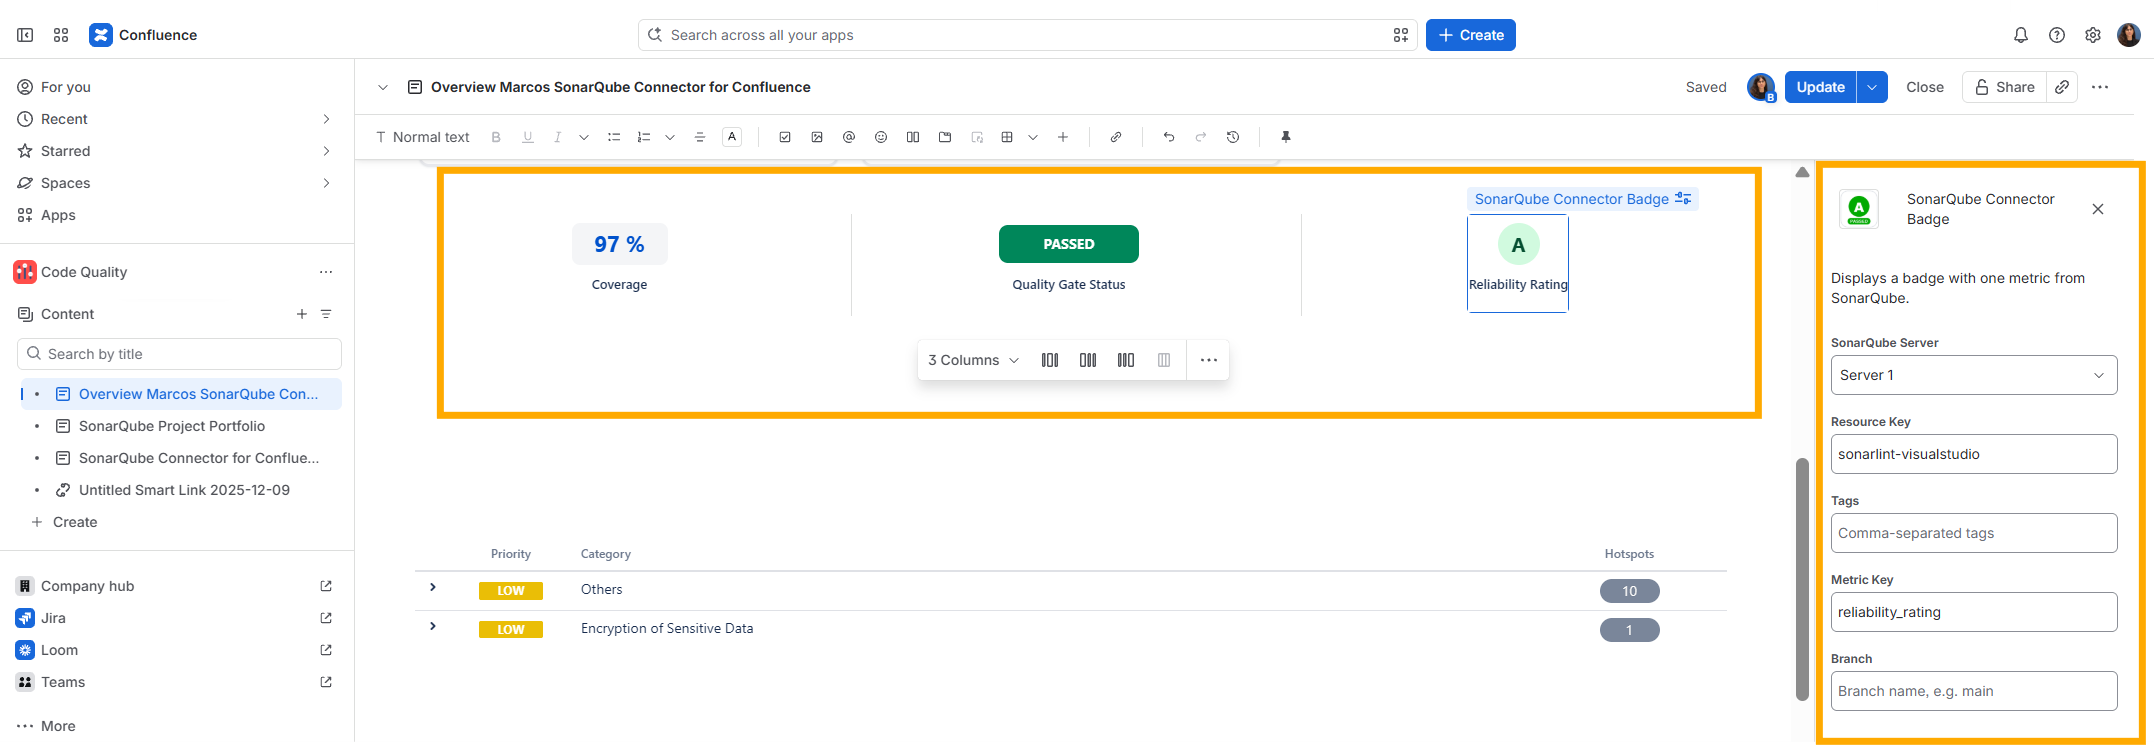 Confluence
Search across all your apps
Create
For you
Recent
Starred
Spaces
Apps
Code Quality
Content
Search by title
Overview Marcos SonarQube Con...
SonarQube Project Portfolio
SonarQube Connector for Conflue...
Untitled Smart Link 2025-12-09
Create
Company hub
Jira
Loom
Teams
More
Overview Marcos SonarQube Connector for Confluence
Saved
B
Update
Close
Share
T Normal text
B U I
A
SonarQube Connector Badge
97 %
Coverage
PASSED
Quality Gate Status
A
Reliability Rating
3 Columns
Priority Category Hotspots
LOW Others 10
LOW Encryption of Sensitive Data 1
A
PASSED
SonarQube Connector
Badge
Displays a badge with one metric from
SonarQube.
SonarQube Server
Server 1
Resource Key
sonarlint-visualstudio
Tags
Comma-separated tags
Metric Key
reliability_rating
Branch
Branch name, e.g. main